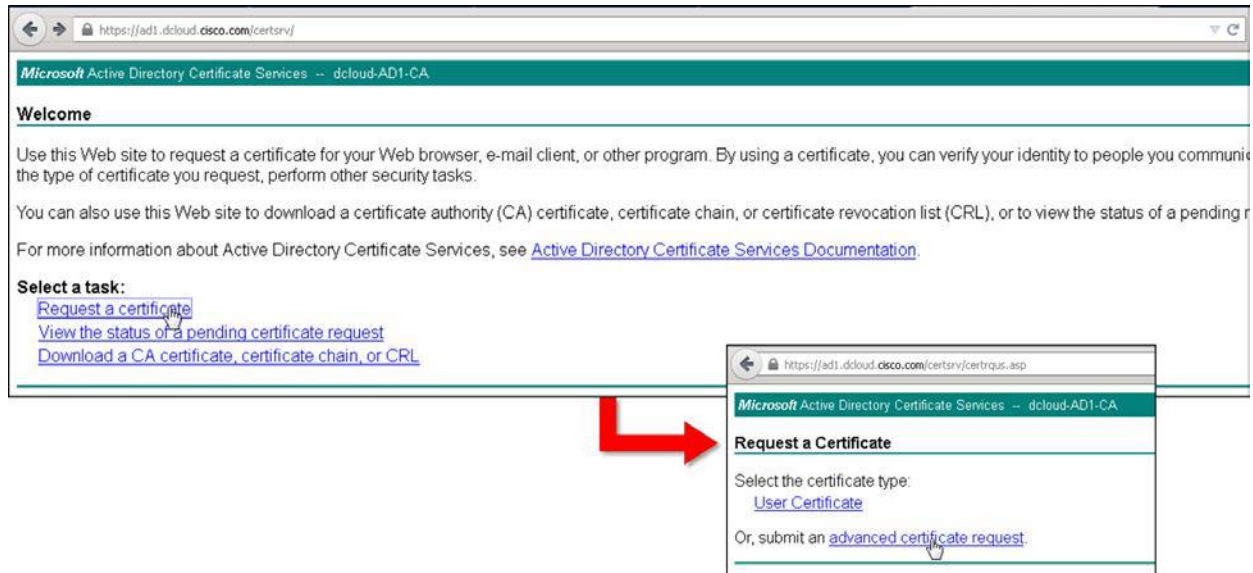 https://ad1.dcloud.cisco.com/certsrv/
Microsoft Active Directory Certificate Services -- dcloud-AD1-CA
Welcome
Use this Web site to request a certificate for your Web browser, e-mail client, or other program. By using a certificate, you can verify your identity to people you communic
the type of certificate you request, perform other security tasks.
You can also use this Web site to download a certificate authority (CA) certificate, certificate chain, or certificate revocation list (CRL), or to view the status of a pending r
For more information about Active Directory Certificate Services, see Active Directory Certificate Services Documentation.
Select a task:
Request a certificate
View the status of a pending certificate request
Download a CA certificate, certificate chain, or CRL
https://ad1.dcloud.cisco.com/certsrv/certrqus.asp
Microsoft Active Directory Certificate Services -- dcloud-AD1-CA
Request a Certificate
Select the certificate type:
User Certificate
Or, submit an advanced certificate request.